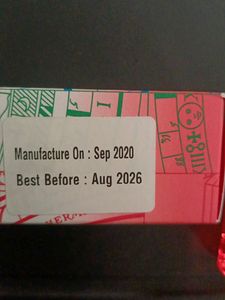 Manufacture On : Sep 2020
Best Before : Aug 2026